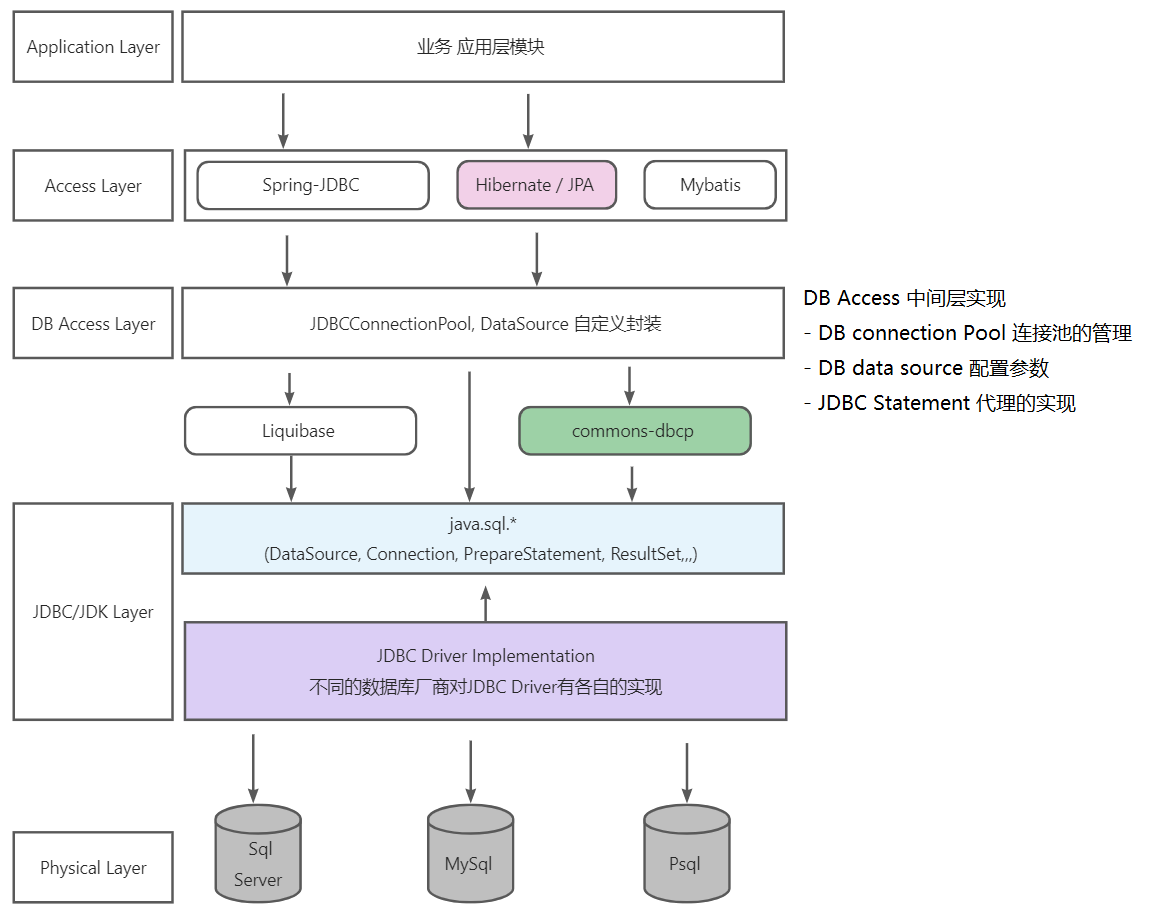 Application Layer
业务 应用层模块
Access Layer
Spring-JDBC
Hibernate / JPA
Mybatis
DB Access Layer
JDBCConnectionPool, DataSource 自定义封装
DB Access 中间层实现
- DB connection Pool 连接池的管理
- DB data source 配置参数
- JDBC Statement 代理的实现
Liquibase
commons-dbcp
JDBC/JDK Layer
java.sql.*
(DataSource, Connection, PrepareStatement, ResultSet,,,)
JDBC Driver Implementation
不同的数据库厂商对JDBC Driver有各自的实现
Physical Layer
Sql
Server
MySql
Psql